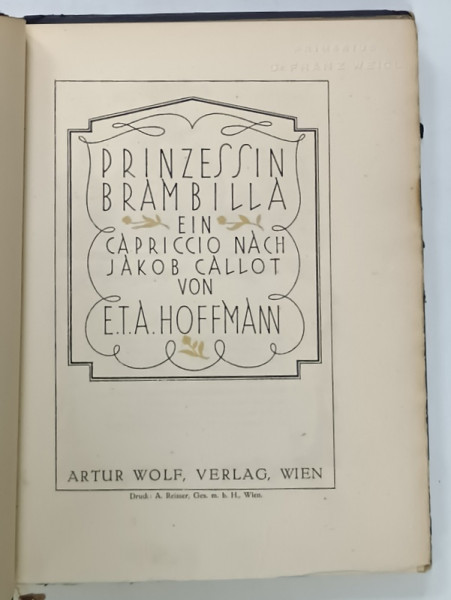 PRINZESSIN
BRAMBILLA
EIN
CAPRICCIO NACH
JAKOB CALLOT
VON
E.T.A. HOFFMANN
ARTUR WOLF, VERLAG, WIEN
Druck: A. Reisser, Ges. m. b. H., Wien.